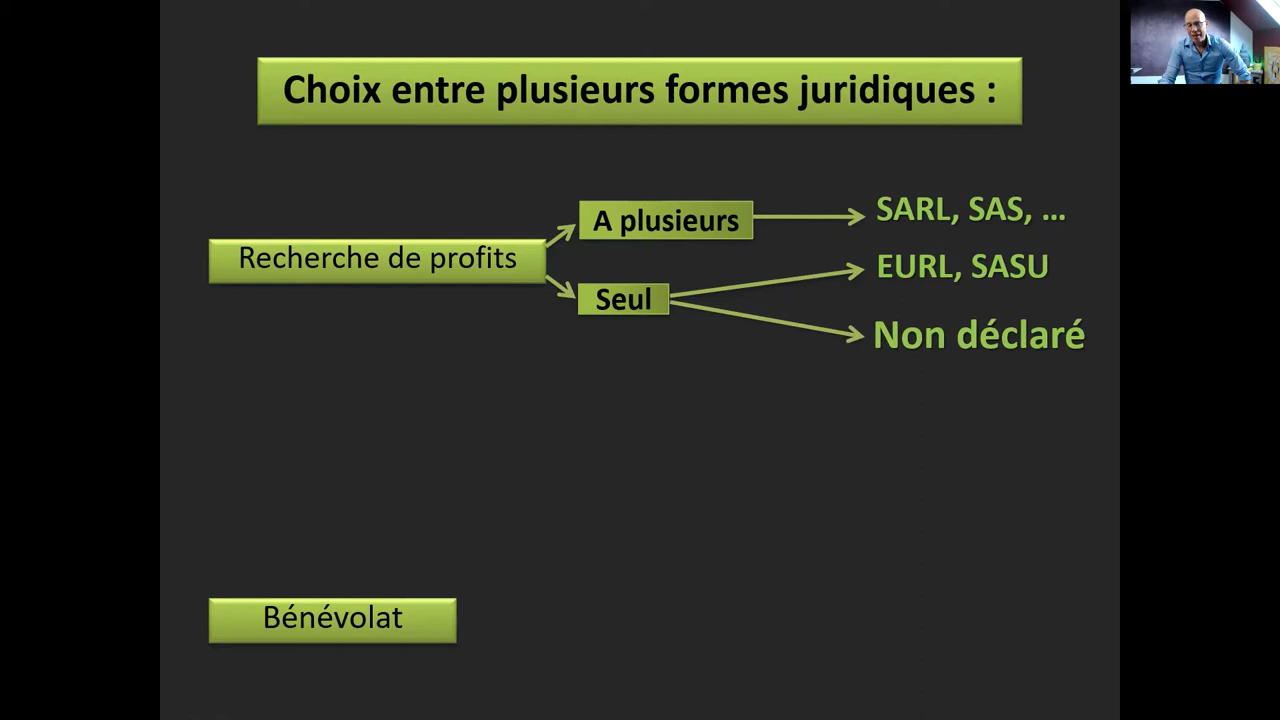 Choix entre plusieurs formes juridiques :
A plusieurs
SARL, SAS, ...
Recherche de profits
EURL, SASU
Seul
Non déclaré
Bénévolat